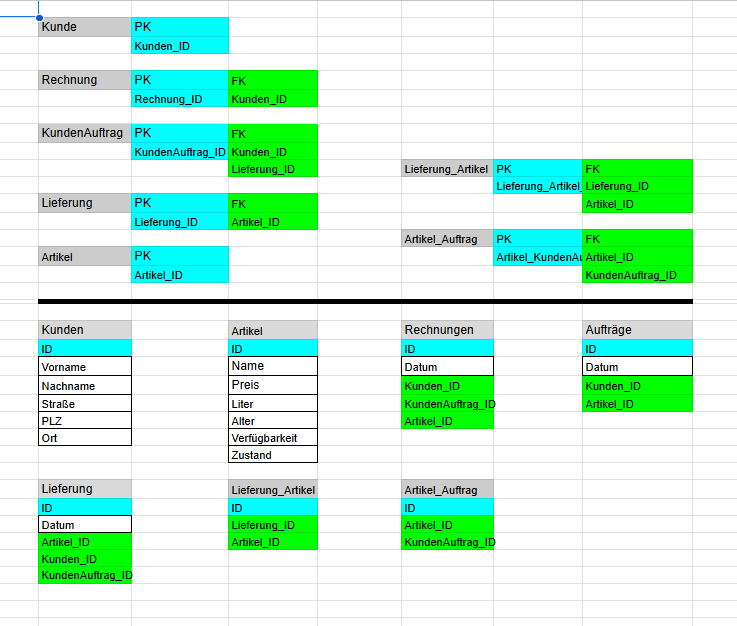 Kunde PK
Kunden_ID
Rechnung PK FK
Rechnung_ID Kunden_ID
KundenAuftrag PK FK
KundenAuftrag_ID Kunden_ID
Lieferung_ID
Lieferung_Artikel PK FK
Lieferung_Artikel_ Lieferung_ID
Artikel_ID
Lieferung PK FK
Lieferung_ID Artikel_ID
Artikel_Auftrag PK FK
Artikel_KundenAu Artikel_ID
KundenAuftrag_ID
Artikel PK
Artikel_ID
Kunden Artikel Rechnungen Aufträge
ID ID ID ID
Vorname Name Datum Datum
Nachname Preis Kunden_ID Kunden_ID
Straße Liter KundenAuftrag_ID Artikel_ID
PLZ Alter Artikel_ID
Ort Verfügbarkeit
Zustand
Lieferung Lieferung_Artikel Artikel_Auftrag
ID ID ID
Datum Lieferung_ID Artikel_ID
Artikel_ID Artikel_ID KundenAuftrag_ID
Kunden_ID
KundenAuftrag_ID